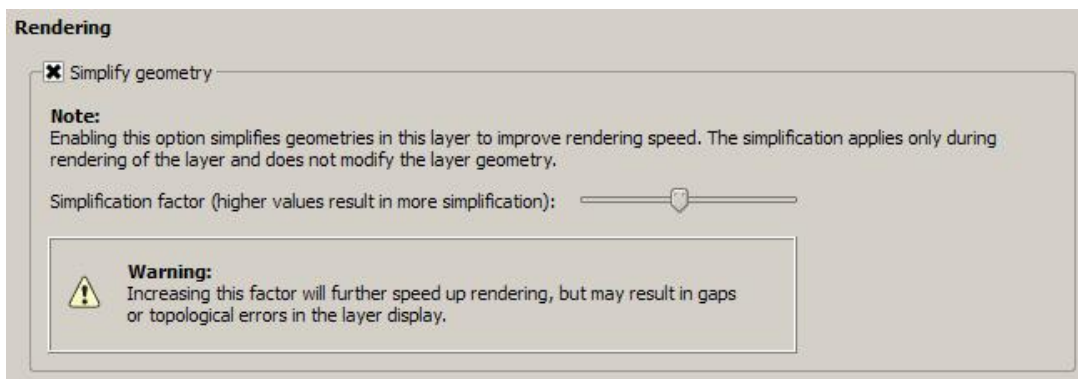 Rendering
Simplify geometry
Note:
Enabling this option simplifies geometries in this layer to improve rendering speed. The simplification applies only during
rendering of the layer and does not modify the layer geometry.
Simplification factor (higher values result in more simplification):
Warning:
Increasing this factor will further speed up rendering, but may result in gaps
or topological errors in the layer display.